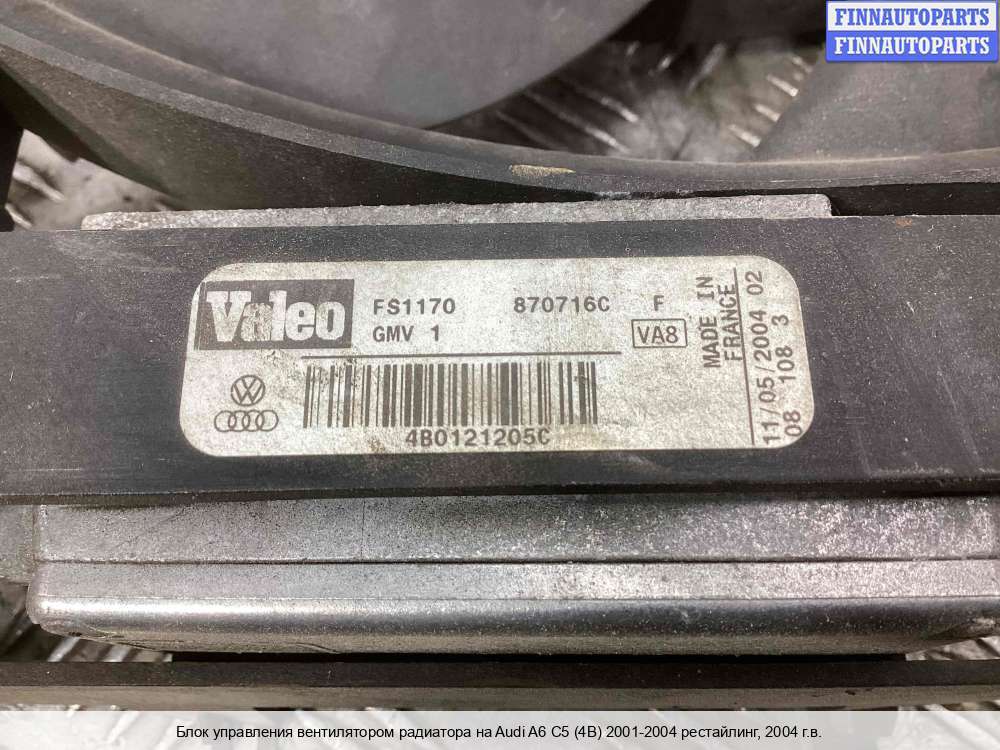 FINNAUTOPARTS
FINNAUTOPARTS
Valeo
FS1170 870716C F
GMV 1 VA8
4B0121205C
MADE IN
FRANCE
11/05/2004 02
08 108 3
Блок управления вентилятором радиатора на Audi A6 C5 (4B) 2001-2004 рестайлинг, 2004 г.в.